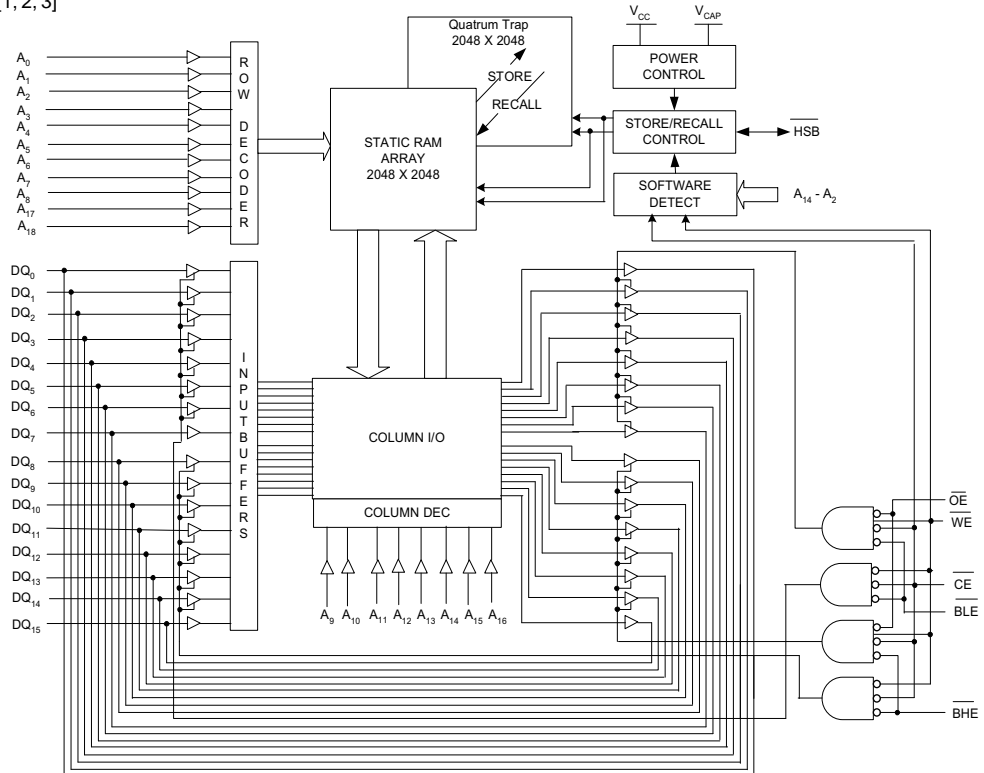 [1, 2, 3]
Quatrum Trap
2048 X 2048
STORE
RECALL
STATIC RAM
ARRAY
2048 X 2048
V_CC
V_CAP
POWER
CONTROL
STORE/RECALL
CONTROL
HSB
SOFTWARE
DETECT
A_14 - A_2
A_0
A_1
A_2
A_3
A_4
A_5
A_6
A_7
A_8
A_17
A_18
ROW DECODER
DQ_0
DQ_1
DQ_2
DQ_3
DQ_4
DQ_5
DQ_6
DQ_7
DQ_8
DQ_9
DQ_10
DQ_11
DQ_12
DQ_13
DQ_14
DQ_15
INPUTBUFFERS
COLUMN I/O
COLUMN DEC
A_9 A_10 A_11 A_12 A_13 A_14 A_15 A_16
OE
WE
CE
BLE
BHE